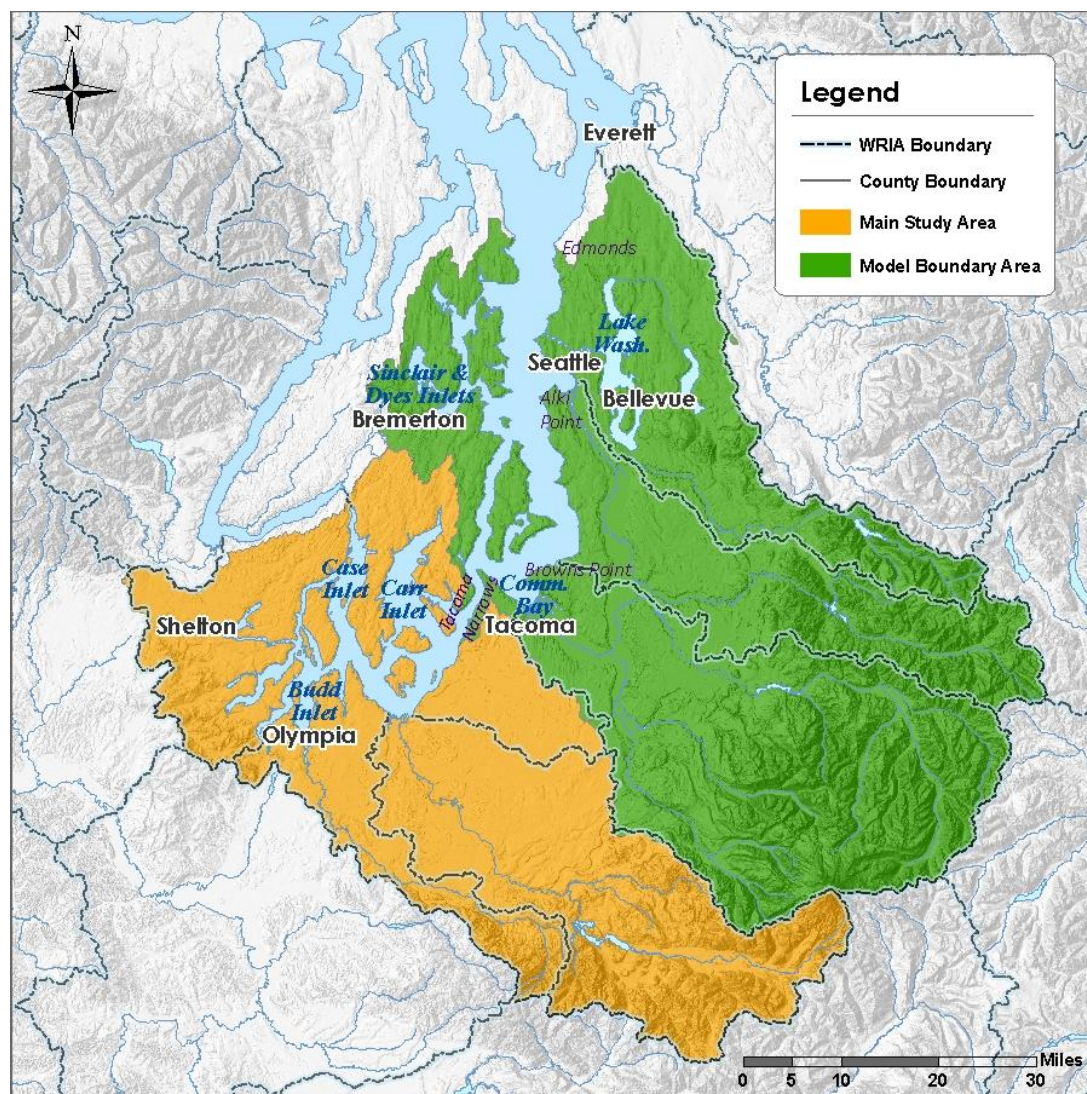 N
Everett
Legend
WRIA Boundary
County Boundary
Main Study Area
Model Boundary Area
Edmonds
Lake
Wash.
Seattle
Sinclair &
Dyes Inlets
Bremerton
Alki
Point
Bellevue
Case
Inlet
Carr
Inlet
Tacoma
Narrows
Browns Point
Comm.
Bay
Tacoma
Shelton
Budd
Inlet
Olympia
Miles
0 5 10 20 30